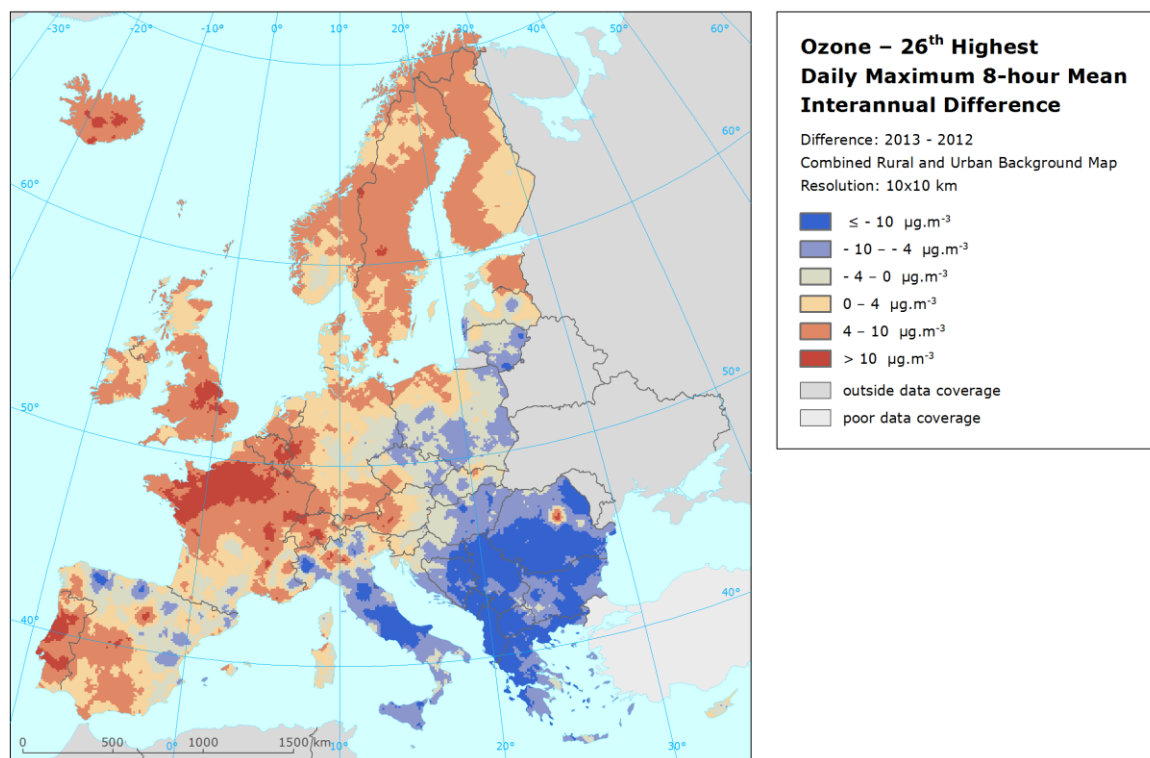 -30°
-20°
-10°
0°
10°
20°
30°
40°
50°
60°
70°
60°
60°
50°
50°
40°
40°
0
500
1000
1500 km
0°
10°
20°
30°
Ozone – 26th Highest
Daily Maximum 8-hour Mean
Interannual Difference
Difference: 2013 - 2012
Combined Rural and Urban Background Map
Resolution: 10x10 km
≤ - 10 µg.m-3
- 10 – - 4 µg.m-3
- 4 – 0 µg.m-3
0 – 4 µg.m-3
4 – 10 µg.m-3
> 10 µg.m-3
outside data coverage
poor data coverage